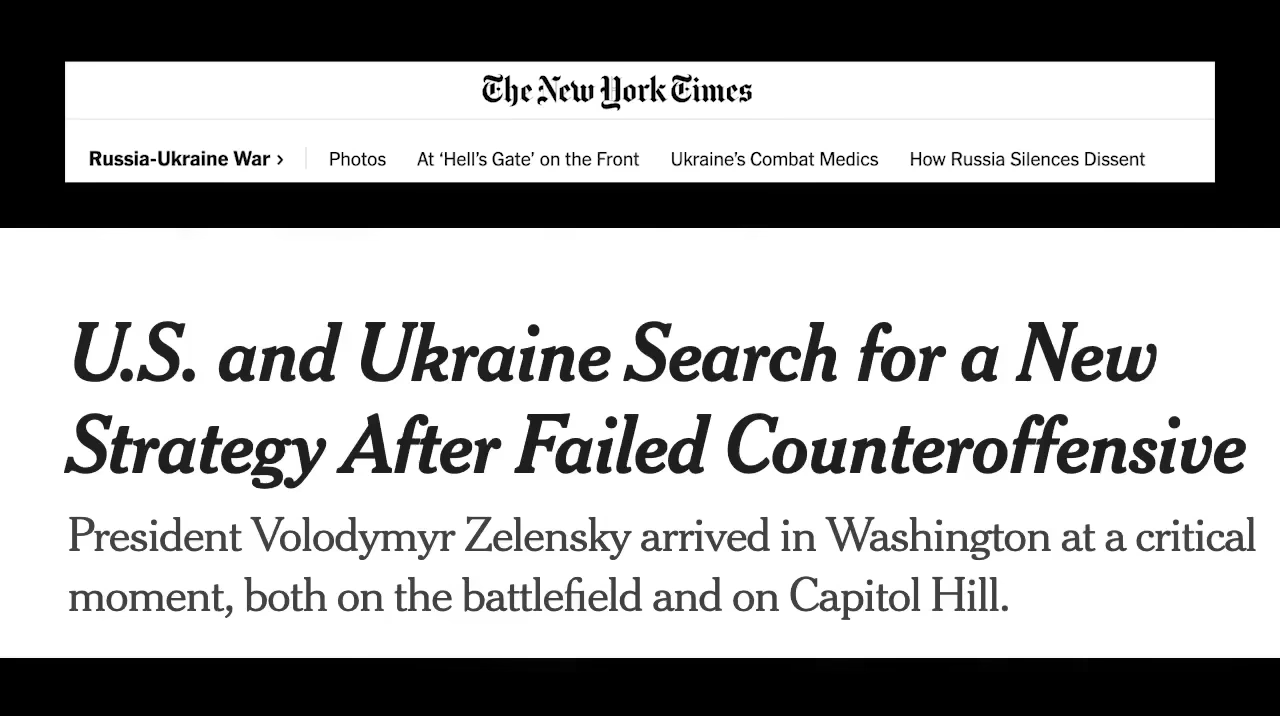 The New York Times
Russia-Ukraine War › Photos At ‘Hell’s Gate’ on the Front Ukraine’s Combat Medics How Russia Silences Dissent
U.S. and Ukraine Search for a New
Strategy After Failed Counteroffensive
President Volodymyr Zelensky arrived in Washington at a critical
moment, both on the battlefield and on Capitol Hill.